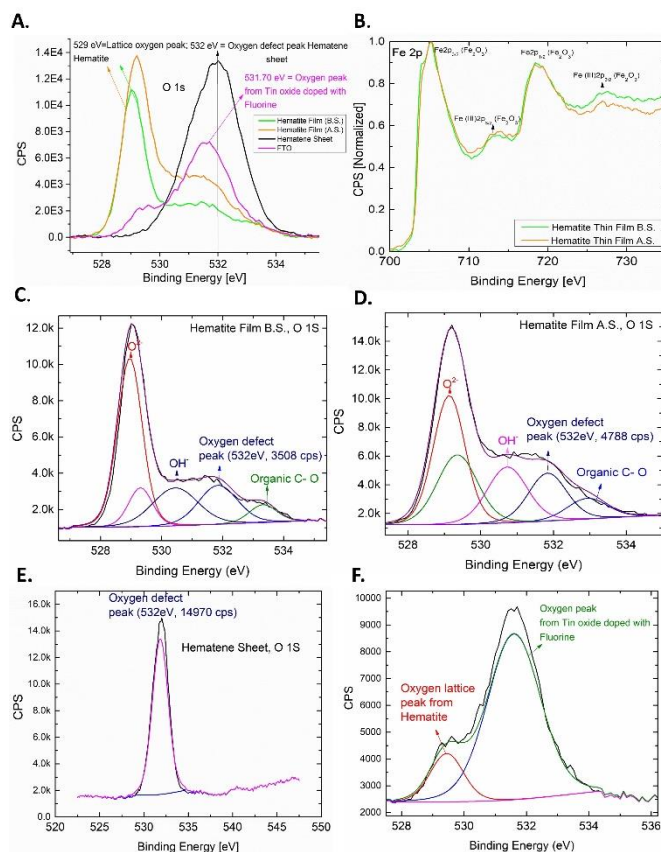 A.
529 eV=Lattice oxygen peak; 532 eV = Oxygen defect peak Hematene
sheet
Hematite
O 1s
531.70 eV = Oxygen peak
from Tin oxide doped with
Fluorine
Hematite Film (B.S.)
Hematite Film (A.S.)
Hematene Sheet
FTO
1.4E4
1.2E4
1.0E4
8.0E3
6.0E3
4.0E3
2.0E3
0.0
CPS
528 530 532 534
Binding Energy [eV]
B.
Fe 2p
Fe2p3/2 (Fe2O3)
Fe2p1/2 (Fe2O3)
Fe (III)2p3/2 (Fe2O3)
Hematite Thin Film B.S.
Hematite Thin Film A.S.
1.0
0.8
0.6
0.4
0.2
0.0
CPS [Normalized]
700 710 720 730
Binding Energy [eV]
C.
Hematite Film B.S., O 1S
O2-
OH-
Oxygen defect
peak (532eV, 3508 cps)
Organic C- O
12.0k
10.0k
8.0k
6.0k
4.0k
2.0k
CPS
528 530 532 534
Binding Energy (eV)
D.
Hematite Film A.S., O 1S
O2-
OH-
Oxygen defect
peak (532eV, 4788 cps)
Organic C- O
16.0k
14.0k
12.0k
10.0k
8.0k
6.0k
4.0k
2.0k
CPS
528 530 532 534
Binding Energy (eV)
E.
Oxygen defect
peak (532eV, 14970 cps)
Hematene Sheet, O 1S
16.0k
14.0k
12.0k
10.0k
8.0k
6.0k
4.0k
2.0k
0.0
CPS
520 525 530 535 540 545 550
Binding Energy [eV]
F.
Oxygen peak
from Tin oxide doped with
Fluorine
Oxygen lattice
peak from
Hematite
10000
9000
8000
7000
6000
5000
4000
3000
2000
CPS
528 530 532 534 536
Binding Energy (eV)